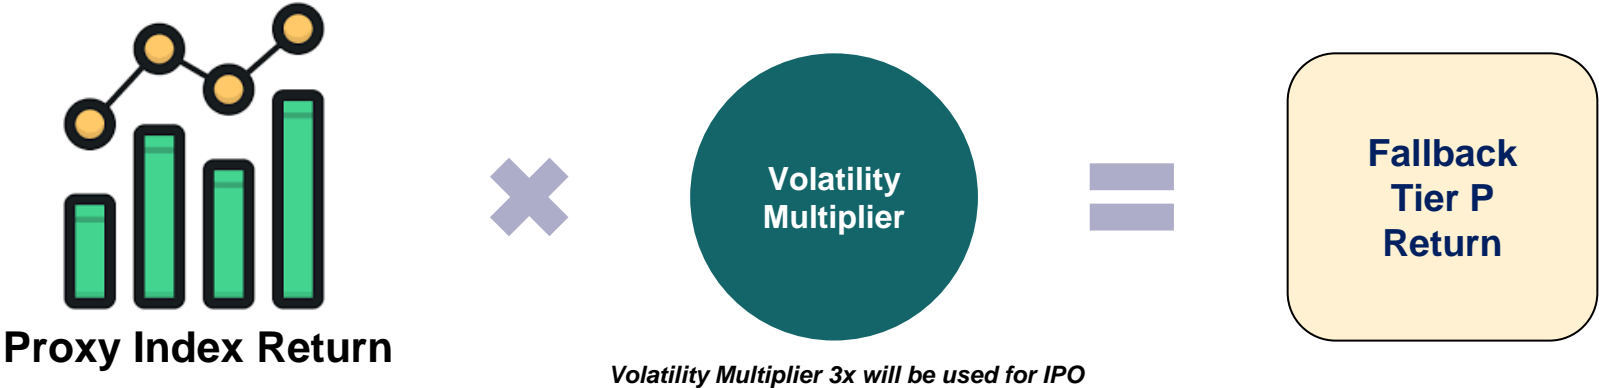 Volatility
Multiplier
Fallback
Tier P
Return
Proxy Index Return
Volatility Multiplier 3x will be used for IPO